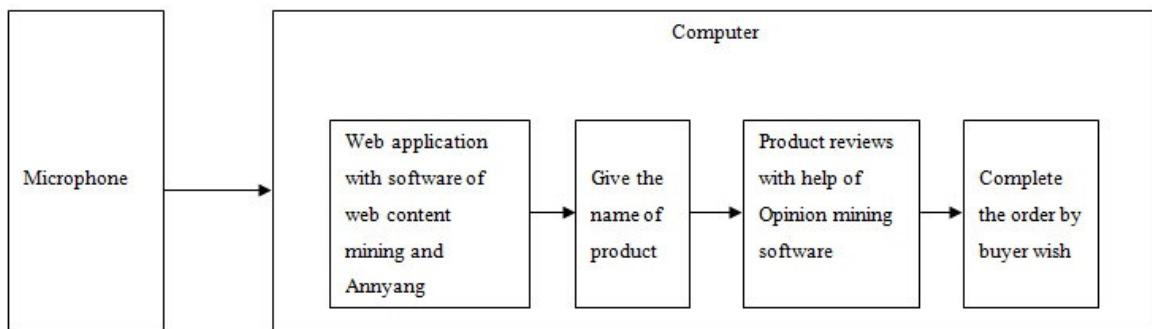 Computer
Microphone
Web application
with software of
web content
mining and
Annyang
Give the
name of
product
Product reviews
with help of
Opinion mining
software
Complete
the order by
buyer wish